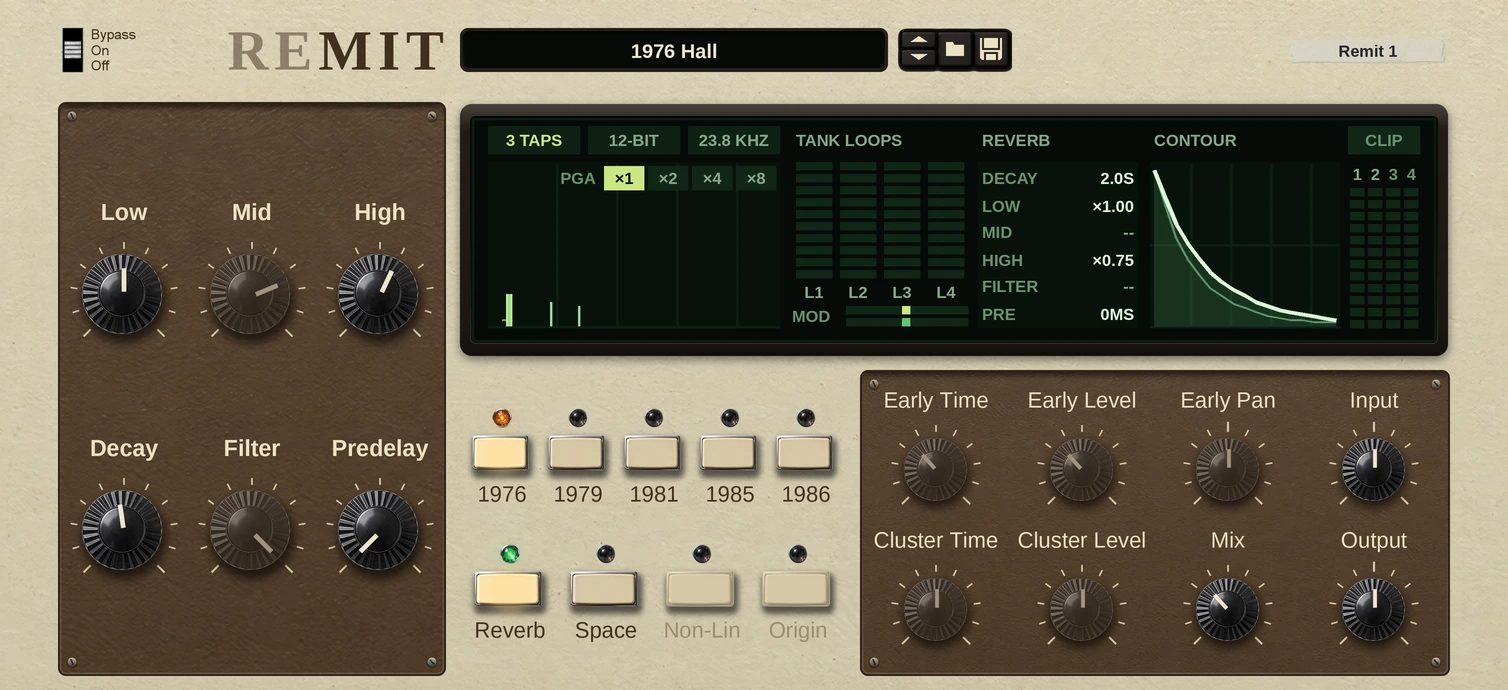 Bypass
On
Off
REMIT
1976 Hall
Remit 1
Low Mid High
Decay Filter Predelay
3 TAPS 12-BIT 23.8 KHZ
PGA ×1 ×2 ×4 ×8
TANK LOOPS
L1 L2 L3 L4
MOD
REVERB
DECAY 2.0S
LOW ×1.00
MID --
HIGH ×0.75
FILTER --
PRE 0MS
CONTOUR
CLIP
1 2 3 4
1976 1979 1981 1985 1986
Reverb Space Non-Lin Origin
Early Time Early Level Early Pan Input
Cluster Time Cluster Level Mix Output